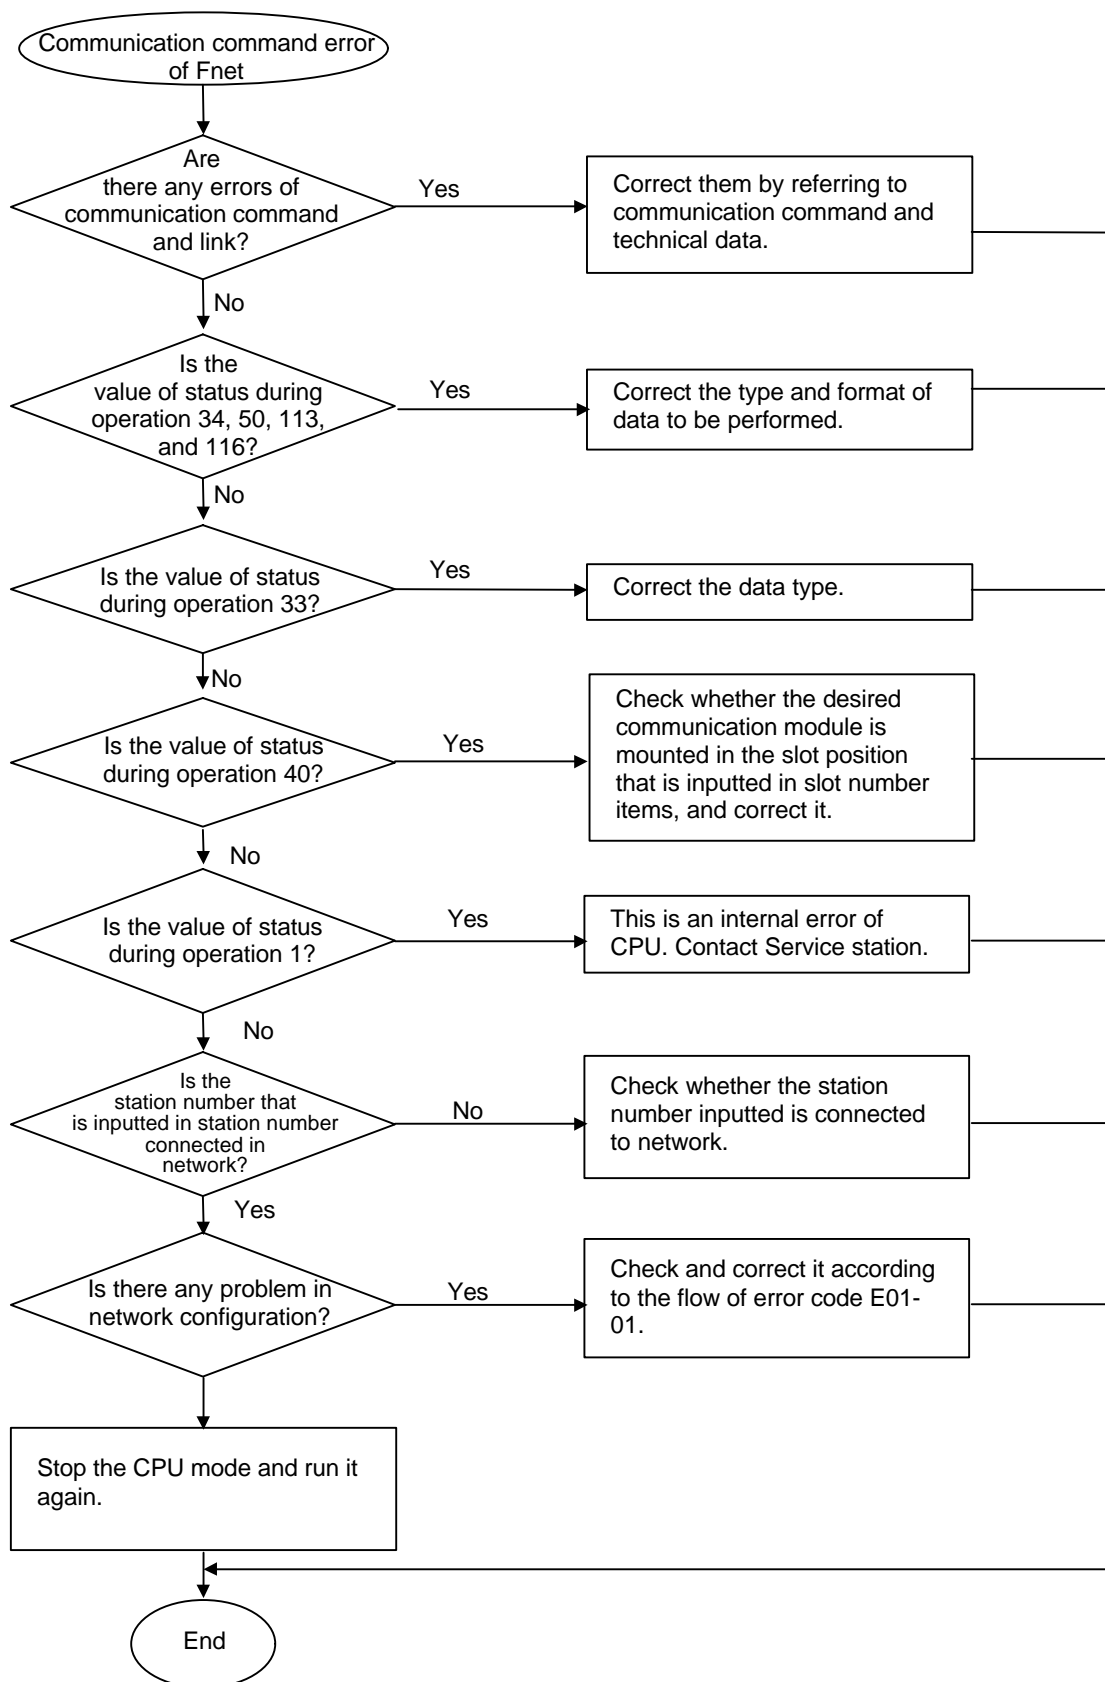 Communication command error
of Fnet
Are
there any errors of
communication command
and link?
Yes
Correct them by referring to
communication command and
technical data.
No
Is the
value of status during
operation 34, 50, 113,
and 116?
Yes
Correct the type and format of
data to be performed.
No
Is the value of status
during operation 33?
Yes
Correct the data type.
No
Is the value of status
during operation 40?
Yes
Check whether the desired
communication module is
mounted in the slot position
that is inputted in slot number
items, and correct it.
No
Is the value of status
during operation 1?
Yes
This is an internal error of
CPU. Contact Service station.
No
Is the
station number that
is inputted in station number
connected in
network?
No
Check whether the station
number inputted is connected
to network.
Yes
Is there any problem in
network configuration?
Yes
Check and correct it according
to the flow of error code E01-
01.
Stop the CPU mode and run it
again.
End